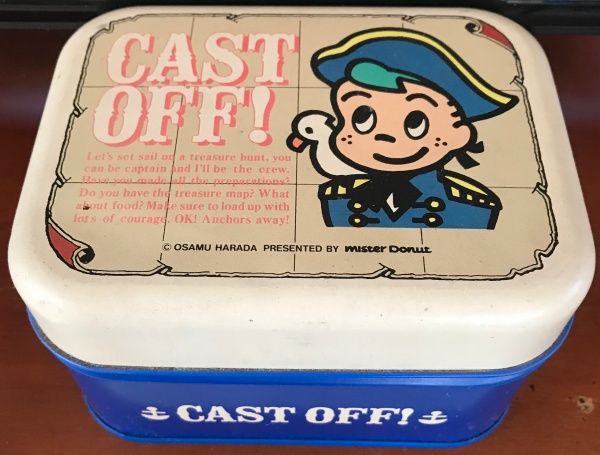 CAST
OFF!
Let's set sail on a treasure hunt, you
can be captain and I'll be the crew.
Have you made all the preparations?
Do you have the treasure map? What
about food? Make sure to load up with
lots of courage. OK! Anchors away!
© OSAMU HARADA PRESENTED BY mister Donut
CAST OFF!